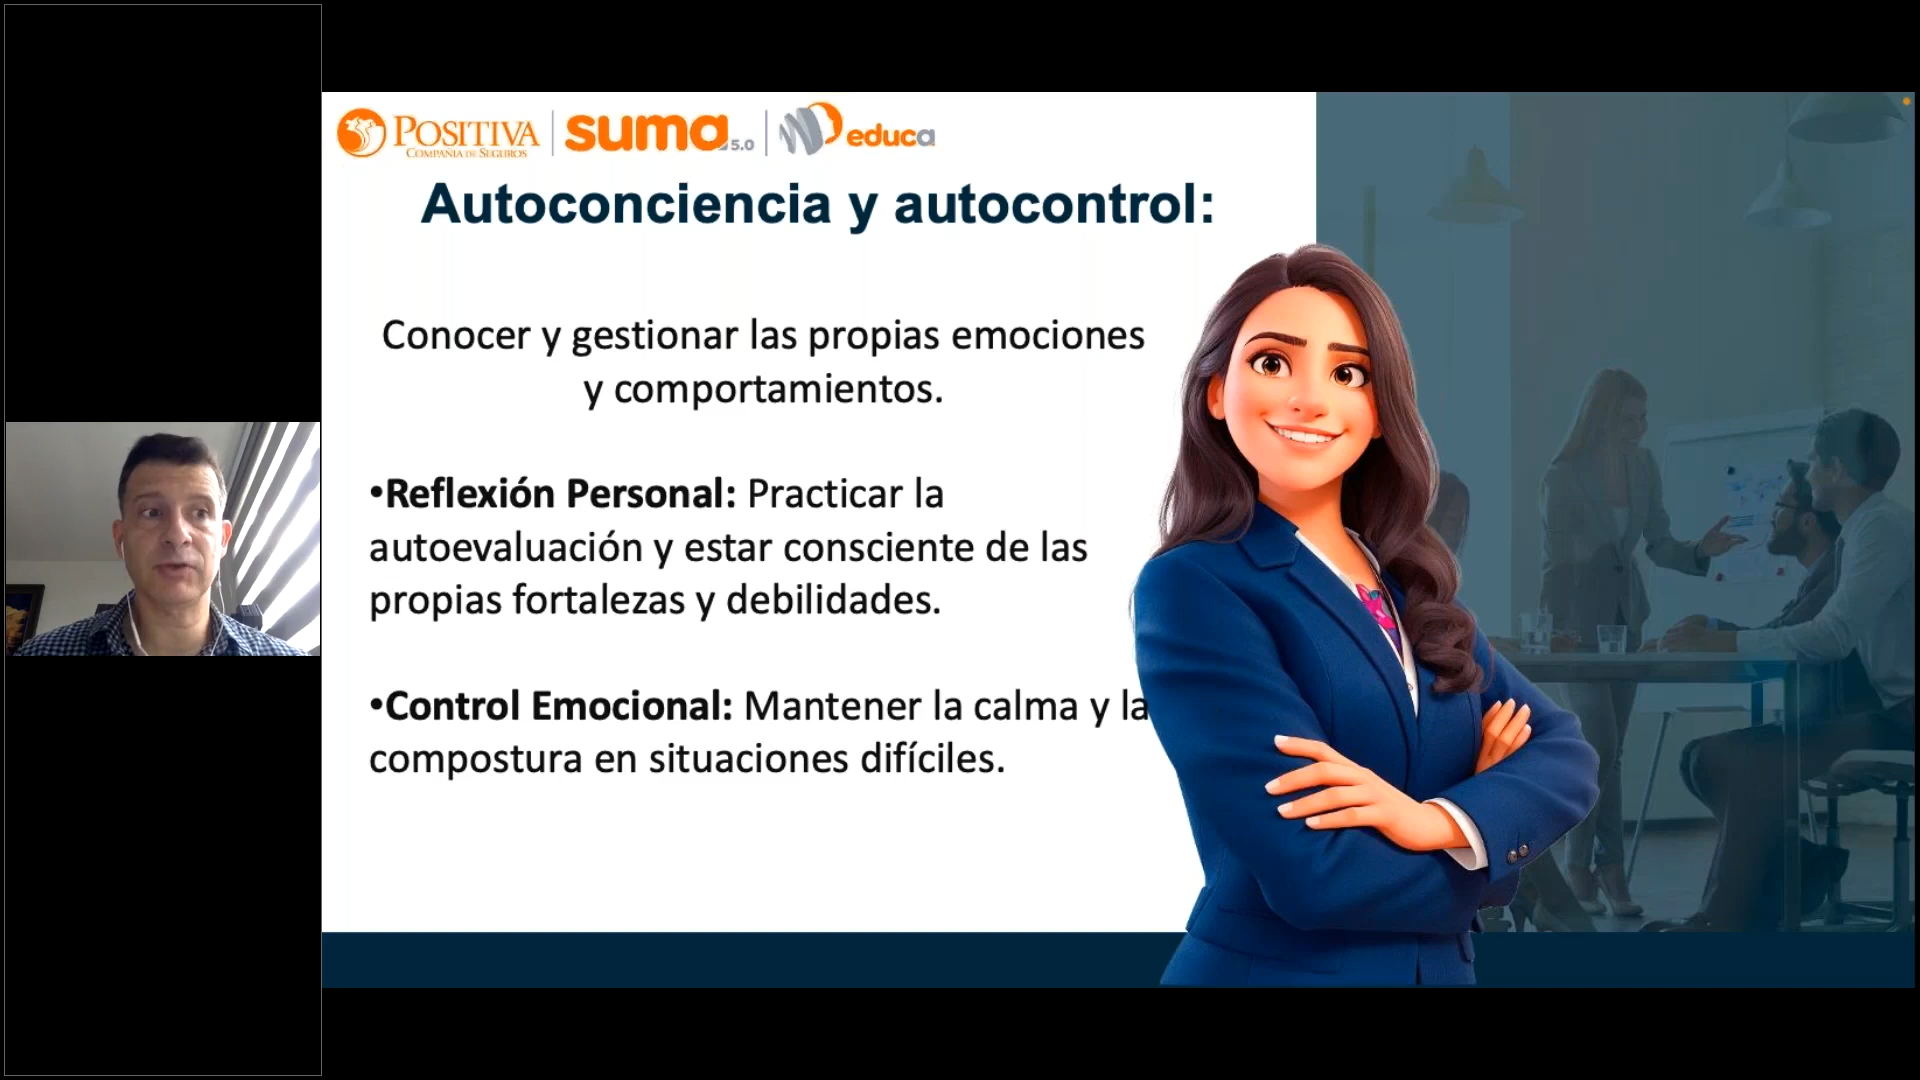 POSITIVA
COMPAÑIA DE SEGUROS
suma 5.0
educa
Autoconciencia y autocontrol:
Conocer y gestionar las propias emociones
y comportamientos.
•Reflexión Personal: Practicar la
autoevaluación y estar consciente de las
propias fortalezas y debilidades.
•Control Emocional: Mantener la calma y la
compostura en situaciones difíciles.